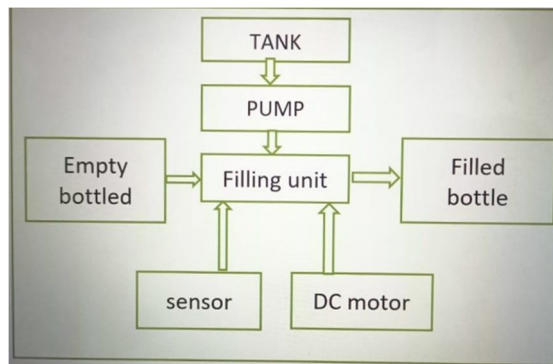 TANK
PUMP
Empty
bottled
Filling unit
Filled
bottle
sensor
DC motor